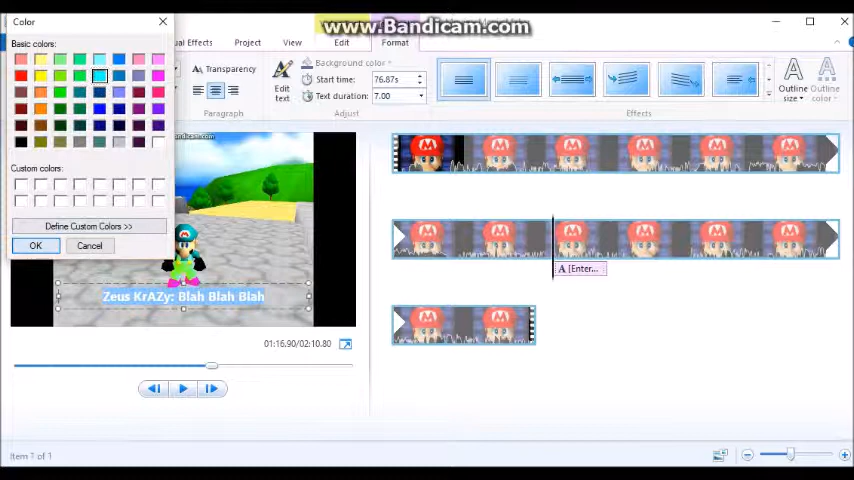 Color
www.Bandicam.com
Basic colors:
ual Effects
Project
View
Edit
Format
Transparency
Paragraph
Edit
text
Background color
Start time:
76.87s
Text duration:
7.00
Adjust
Effects
Outline
size
Outline
color
Custom colors:
Define Custom Colors >>
OK
Cancel
andicam.com
Zeus KrAZy: Blah Blah Blah
A [Enter...
01:16.90/02:10.80
Item 1 of 1